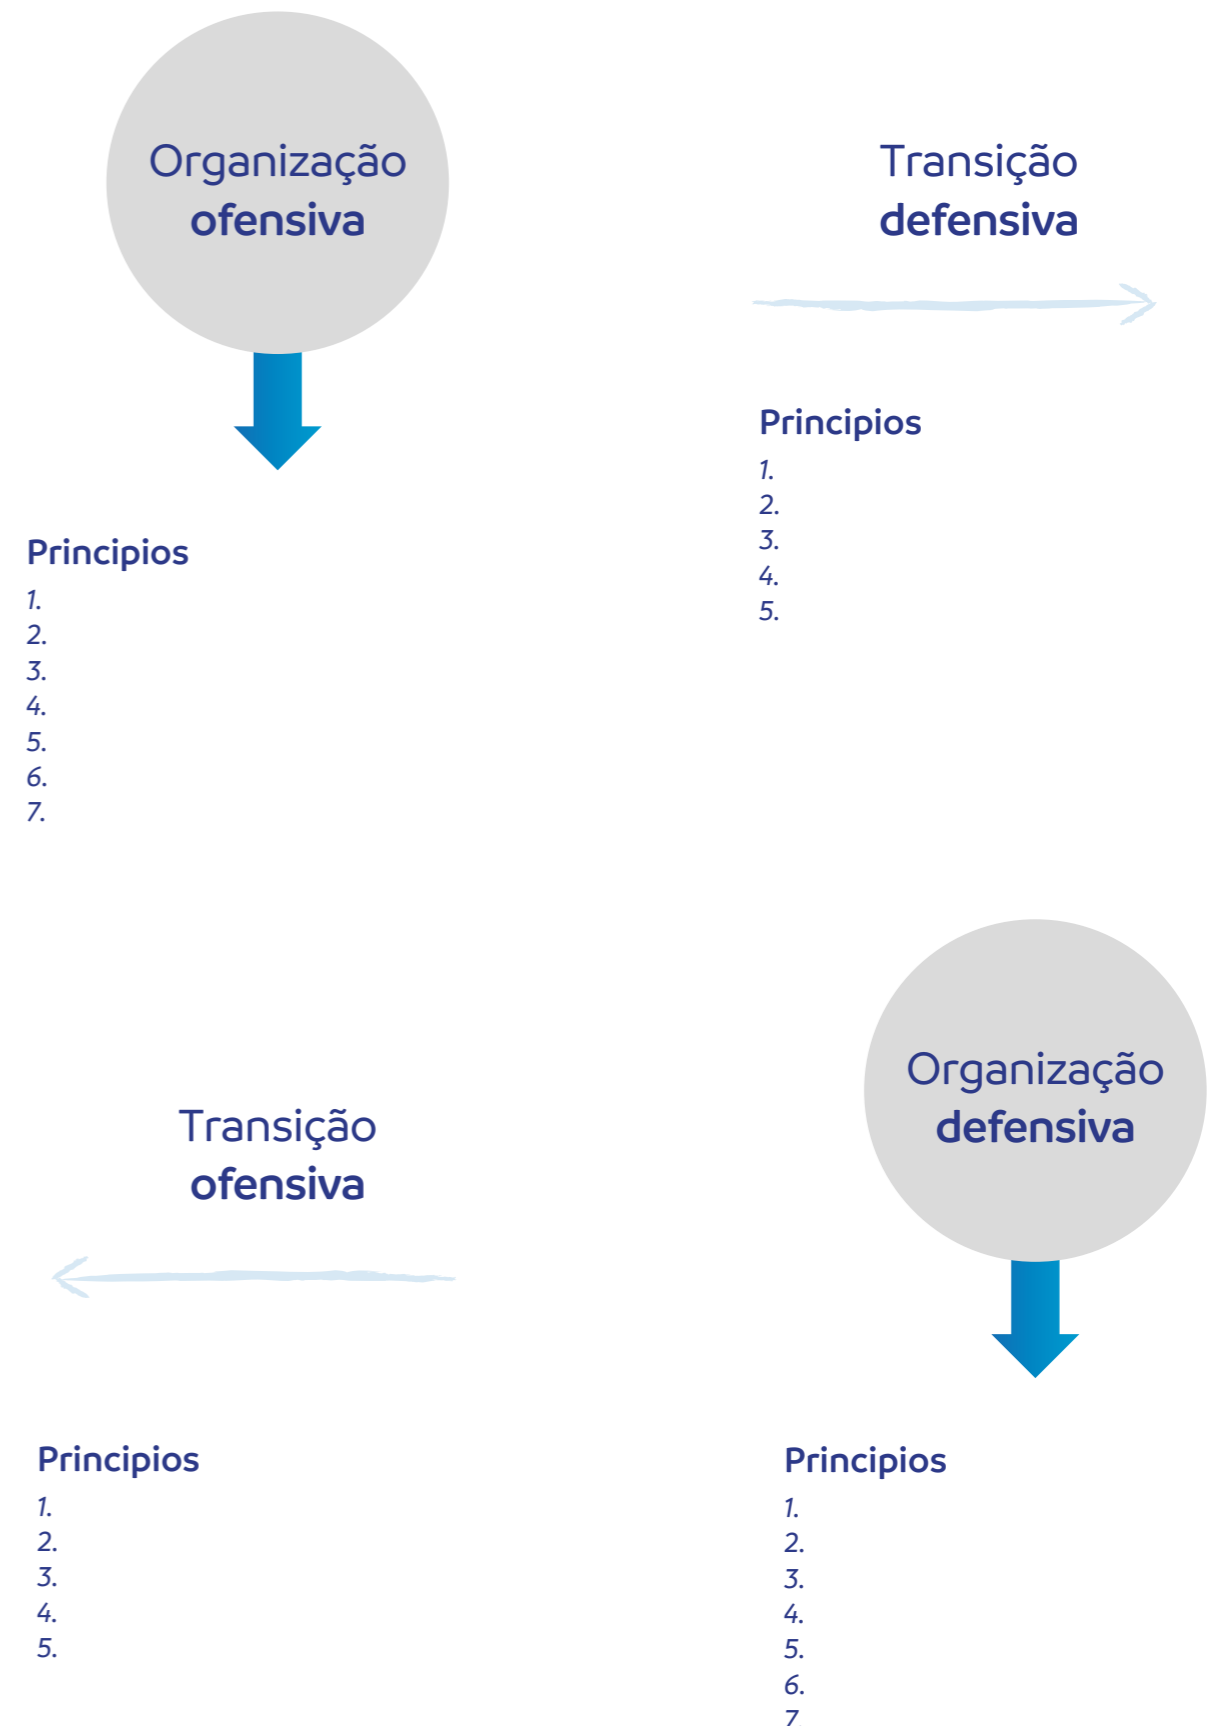 Organização
ofensiva
Principios
1.
2.
3.
4.
5.
6.
7.
Transição
defensiva
Principios
1.
2.
3.
4.
5.
Transição
ofensiva
Principios
1.
2.
3.
4.
5.
Organização
defensiva
Principios
1.
2.
3.
4.
5.
6.
7.